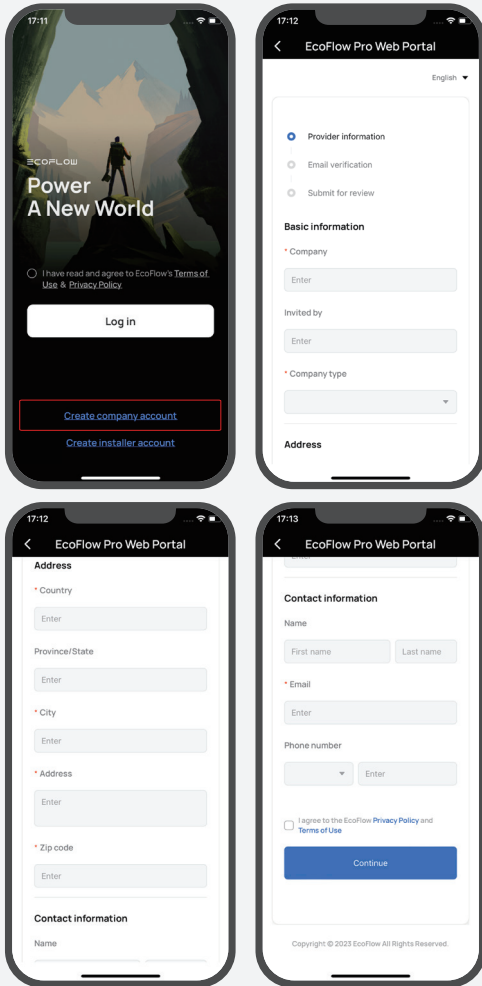 17:11
ECOFLOW
Power
A New World
I have read and agree to EcoFlow's Terms of
Use & Privacy Policy
Log in
Create company account
Create installer account
17:12
EcoFlow Pro Web Portal
English
Provider information
Email verification
Submit for review
Basic information
* Company
Enter
Invited by
Enter
* Company type
Address
17:12
EcoFlow Pro Web Portal
Address
* Country
Enter
Province/State
Enter
* City
Enter
* Address
Enter
* Zip code
Enter
Contact information
Name
17:13
EcoFlow Pro Web Portal
Contact information
Name
First name
Last name
* Email
Enter
Phone number
Enter
I agree to the EcoFlow Privacy Policy and
Terms of Use
Continue
Copyright © 2023 EcoFlow All Rights Reserved.